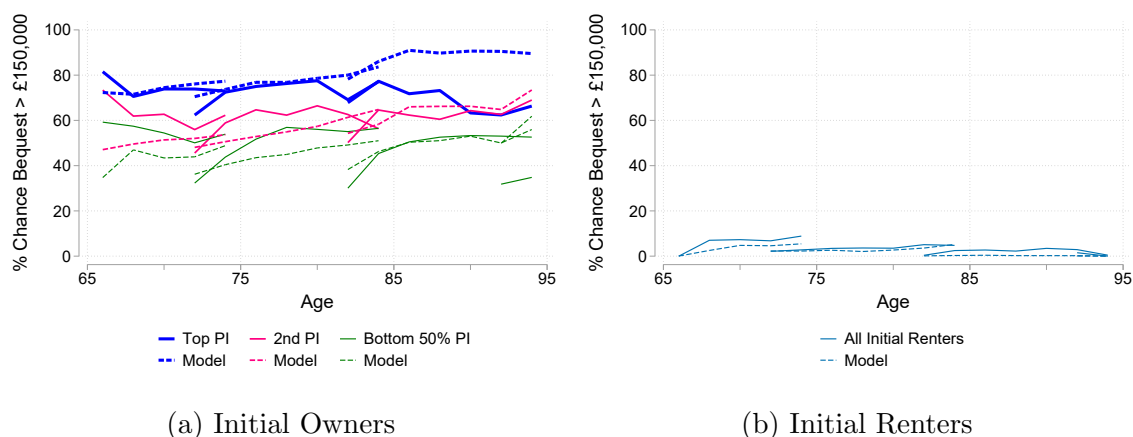 % Chance Bequest > £150,000
100
80
60
40
20
0
65
75
85
95
Age
Top PI
2nd PI
Bottom 50% PI
Model
Model
Model
(a) Initial Owners
% Chance Bequest > £150,000
100
80
60
40
20
0
65
75
85
95
Age
All Initial Renters
Model
(b) Initial Renters